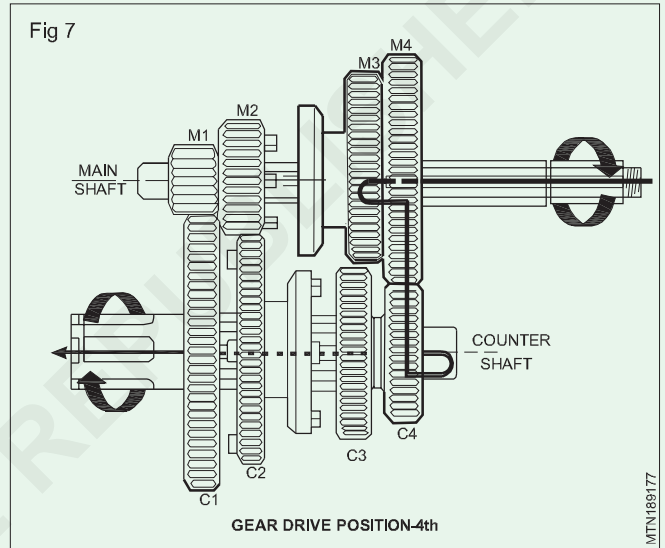 Fig 7
M4
M3
M2
M1
MAIN
SHAFT
COUNTER
SHAFT
C4
C3
C2
C1
GEAR DRIVE POSITION-4th
MTN189177